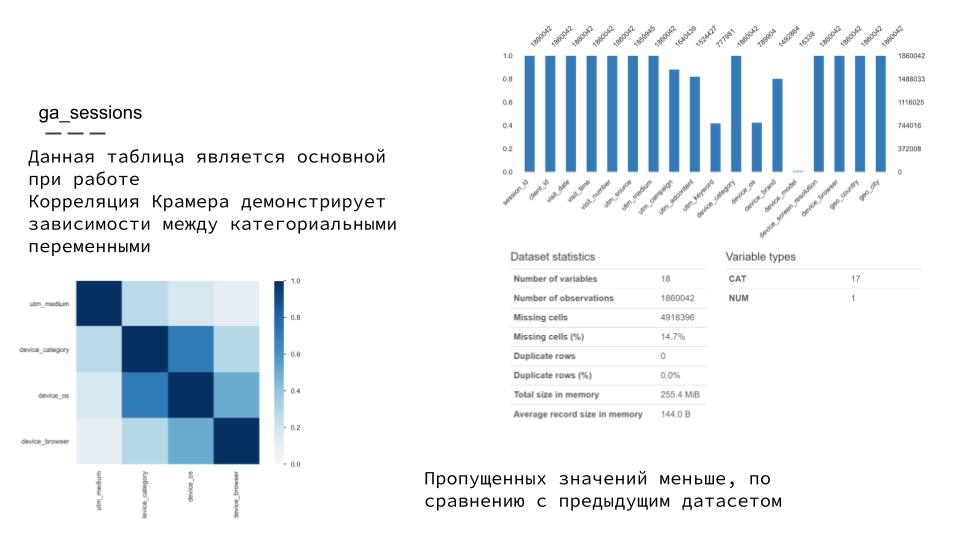 ga_sessions
Данная таблица является основной
при работе
Корреляция Крамера демонстрирует
зависимости между категориальными
переменными
utm_medium
device_category
device_os
device_browser
1.0
0.8
0.6
0.4
0.2
0.0
utm_medium
device_category
device_os
device_browser
1860042 1860042 1860042 1860042 1860042 1859945 1860042 1640439 1524427 777981 1860042 789904 1492864 16338 1860042 1860042 1860042 1860042
1.0 1860042
0.8 1488033
0.6 1116025
0.4 744016
0.2 372008
0.0 0
session_id client_id visit_date visit_time visit_number utm_source utm_medium utm_campaign utm_adcontent utm_keyword device_category device_os device_brand device_model device_screen_resolution device_browser geo_country geo_city
Dataset statistics
Number of variables 18
Number of observations 1860042
Missing cells 4918396
Missing cells (%) 14.7%
Duplicate rows 0
Duplicate rows (%) 0.0%
Total size in memory 255.4 MiB
Average record size in memory 144.0 B
Variable types
CAT 17
NUM 1
Пропущенных значений меньше, по
сравнению с предыдущим датасетом